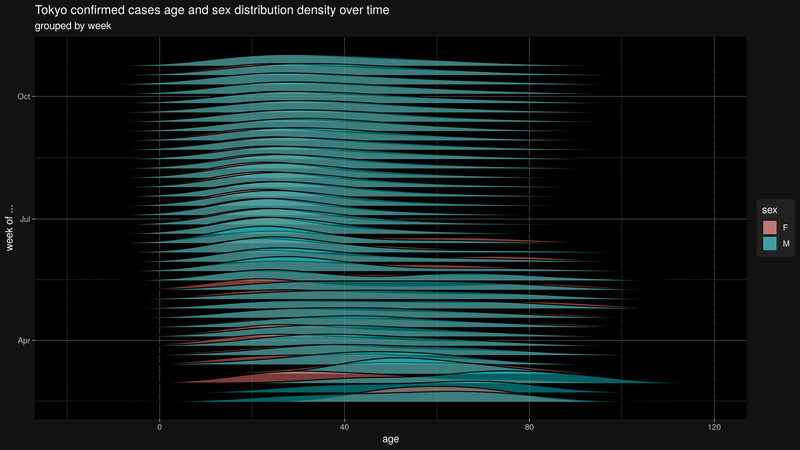 Tokyo confirmed cases age and sex distribution density over time
grouped by week
Oct
Jul
Apr
week of ...
0 40 80 120
age
sex
F
M